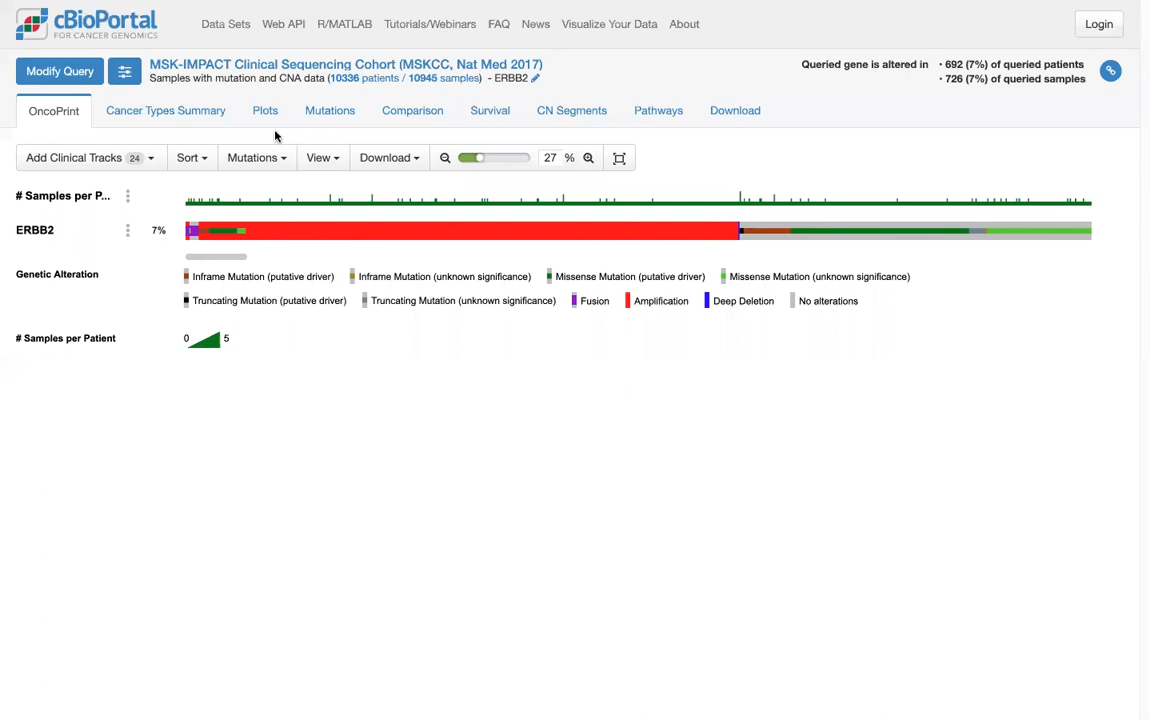 cBioPortal
FOR CANCER GENOMICS
Data Sets Web API R/MATLAB Tutorials/Webinars FAQ News Visualize Your Data About
Login
Modify Query
MSK-IMPACT Clinical Sequencing Cohort (MSKCC, Nat Med 2017)
Samples with mutation and CNA data (10336 patients / 10945 samples) - ERBB2
Queried gene is altered in • 692 (7%) of queried patients
• 726 (7%) of queried samples
OncoPrint Cancer Types Summary Plots Mutations Comparison Survival CN Segments Pathways Download
Add Clinical Tracks 24 Sort Mutations View Download 27 %
# Samples per P...
ERBB2 7%
Genetic Alteration
Inframe Mutation (putative driver) Inframe Mutation (unknown significance) Missense Mutation (putative driver) Missense Mutation (unknown significance)
Truncating Mutation (putative driver) Truncating Mutation (unknown significance) Fusion Amplification Deep Deletion No alterations
# Samples per Patient 0 5